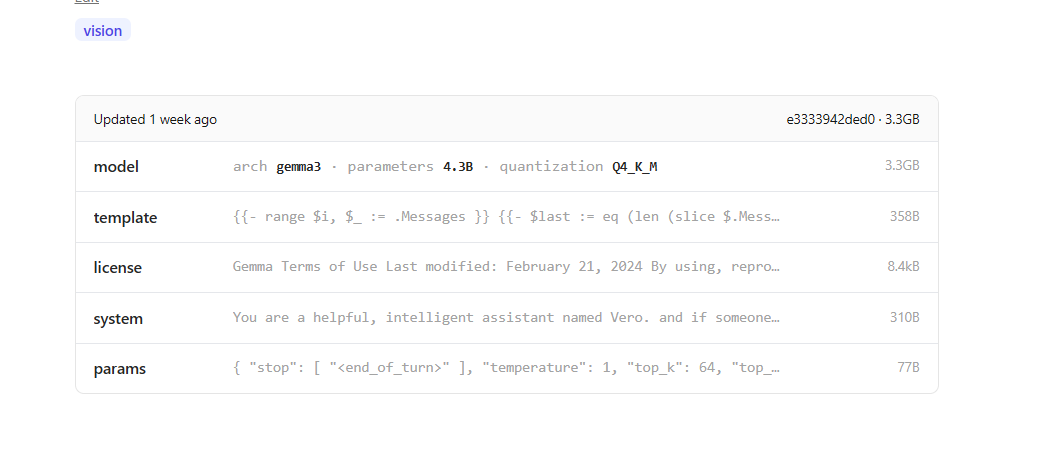 Edit
vision
Updated 1 week ago e3333942ded0 · 3.3GB
model arch gemma3 · parameters 4.3B · quantization Q4_K_M 3.3GB
template {{- range $i, $_ := .Messages }} {{- $last := eq (len (slice $.Mess… 358B
license Gemma Terms of Use Last modified: February 21, 2024 By using, repro… 8.4kB
system You are a helpful, intelligent assistant named Vero. and if someone… 310B
params { "stop": [ "<end_of_turn>" ], "temperature": 1, "top_k": 64, "top_… 77B